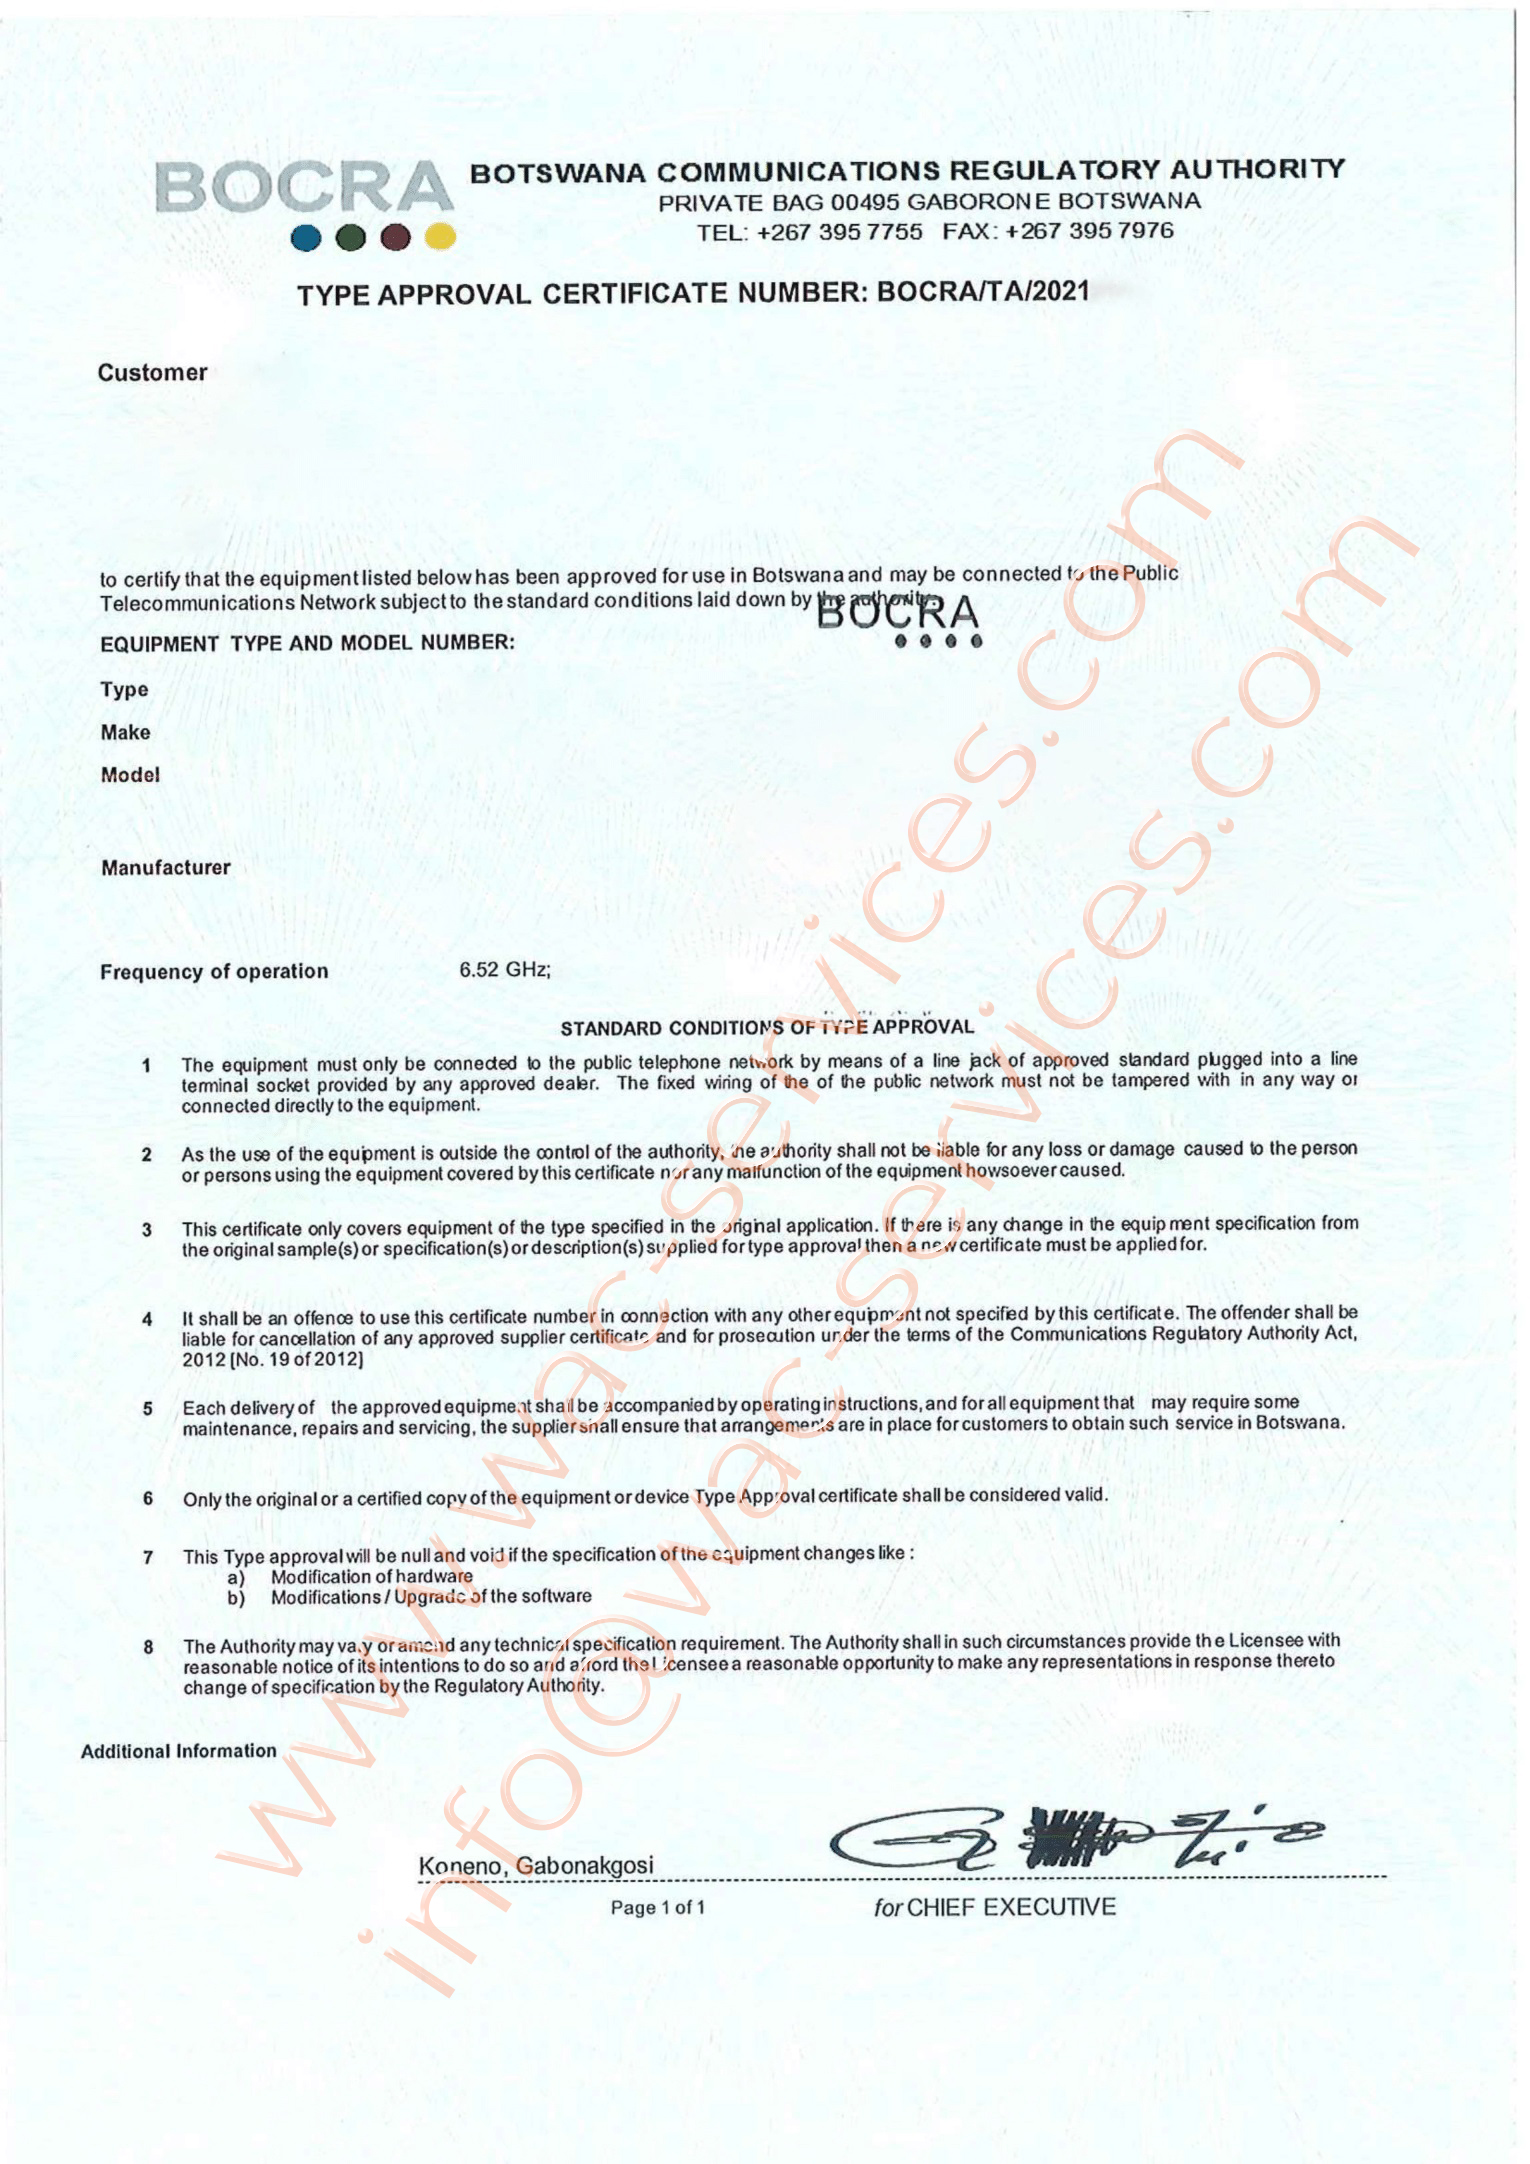 BOCRA
BOTSWANA COMMUNICATIONS REGULATORY AUTHORITY
PRIVATE BAG 00495 GABORONE BOTSWANA
TEL: +267 395 7755 FAX: +267 395 7976
TYPE APPROVAL CERTIFICATE NUMBER: BOCRA/TA/2021
Customer
to certify that the equipment listed below has been approved for use in Botswana and may be connected to the Public
Telecommunications Network subject to the standard conditions laid down by the authority.
BOCRA
EQUIPMENT TYPE AND MODEL NUMBER:
Type
Make
Model
Manufacturer
Frequency of operation 6.52 GHz;
STANDARD CONDITIONS OF TYPE APPROVAL
1 The equipment must only be connected to the public telephone network by means of a line jack of approved standard plugged into a line
terminal socket provided by any approved dealer. The fixed wiring of the of the public network must not be tampered with in any way or
connected directly to the equipment.
2 As the use of the equipment is outside the control of the authority, the authority shall not be liable for any loss or damage caused to the person
or persons using the equipment covered by this certificate nor any malfunction of the equipment howsoever caused.
3 This certificate only covers equipment of the type specified in the original application. If there is any change in the equipment specification from
the original sample(s) or specification(s) or description(s) supplied for type approval then a new certificate must be applied for.
4 It shall be an offence to use this certificate number in connection with any other equipment not specified by this certificate. The offender shall be
liable for cancellation of any approved supplier certificate and for prosecution under the terms of the Communications Regulatory Authority Act,
2012 [No. 19 of 2012]
5 Each delivery of the approved equipment shall be accompanied by operating instructions, and for all equipment that may require some
maintenance, repairs and servicing, the supplier shall ensure that arrangements are in place for customers to obtain such service in Botswana.
6 Only the original or a certified copy of the equipment or device Type Approval certificate shall be considered valid.
7 This Type approval will be null and void if the specification of the equipment changes like :
a) Modification of hardware
b) Modifications / Upgrade of the software
8 The Authority may vary or amend any technical specification requirement. The Authority shall in such circumstances provide the Licensee with
reasonable notice of its intentions to do so and afford the Licensee a reasonable opportunity to make any representations in response thereto
change of specification by the Regulatory Authority.
Additional Information
Koneno, Gabonakgosi
Page 1 of 1
for CHIEF EXECUTIVE
www.wac-services.com
info@wac-services.com